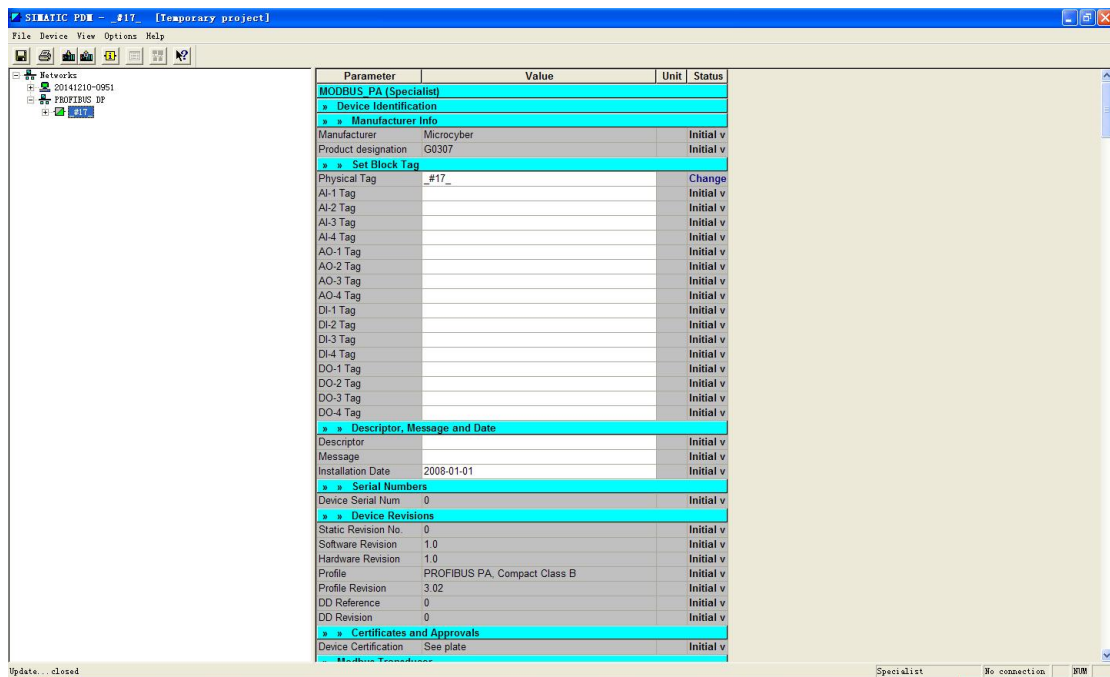 SIMATIC PDM - _#17_ [Temporary project]
File Device View Options Help
Networks
20141210-0951
PROFIBUS DP
_#17_
Parameter Value Unit Status
MODBUS_PA (Specialist)
» Device Identification
» » Manufacturer Info
Manufacturer Microcyber Initial v
Product designation G0307 Initial v
» » Set Block Tag
Physical Tag _#17_ Change
AI-1 Tag Initial v
AI-2 Tag Initial v
AI-3 Tag Initial v
AI-4 Tag Initial v
AO-1 Tag Initial v
AO-2 Tag Initial v
AO-3 Tag Initial v
AO-4 Tag Initial v
DI-1 Tag Initial v
DI-2 Tag Initial v
DI-3 Tag Initial v
DI-4 Tag Initial v
DO-1 Tag Initial v
DO-2 Tag Initial v
DO-3 Tag Initial v
DO-4 Tag Initial v
» » Descriptor, Message and Date
Descriptor Initial v
Message Initial v
Installation Date 2008-01-01 Initial v
» » Serial Numbers
Device Serial Num 0 Initial v
» » Device Revisions
Static Revision No. 0 Initial v
Software Revision 1.0 Initial v
Hardware Revision 1.0 Initial v
Profile PROFIBUS PA, Compact Class B Initial v
Profile Revision 3.02 Initial v
DD Reference 0 Initial v
DD Revision 0 Initial v
» » Certificates and Approvals
Device Certification See plate Initial v
» Modbus Transducer
Update...closed Specialist No connection NUM